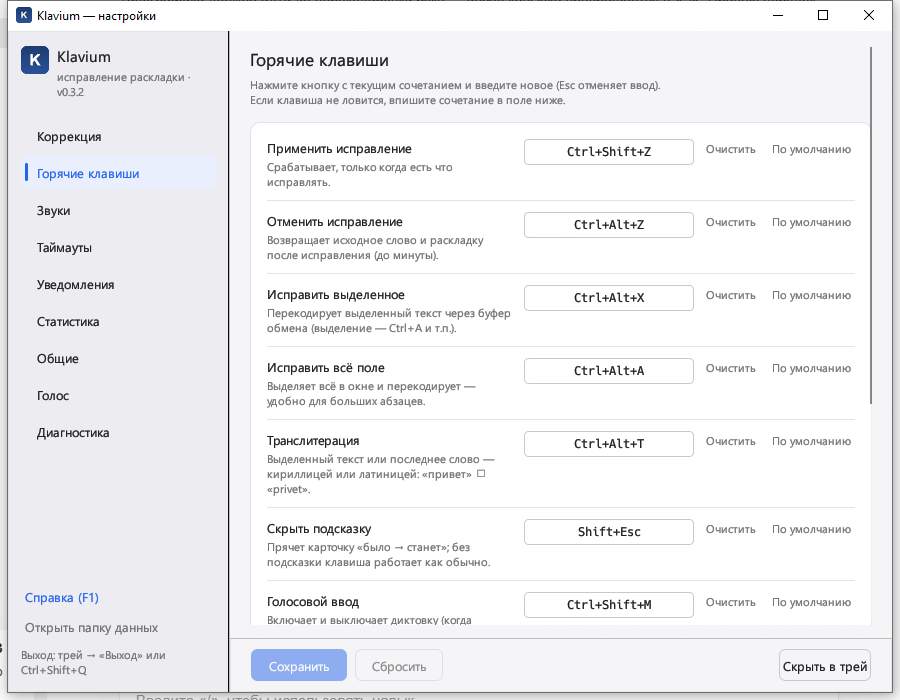 Klavium — настройки
K
Klavium
исправление раскладки ·
v0.3.2
Коррекция
Горячие клавиши
Звуки
Таймауты
Уведомления
Статистика
Общие
Голос
Диагностика
Справка (F1)
Открыть папку данных
Выход: трей → «Выход» или
Ctrl+Shift+Q
Горячие клавиши
Нажмите кнопку с текущим сочетанием и введите новое (Esc отменяет ввод).
Если клавиша не ловится, впишите сочетание в поле ниже.
Применить исправление
Срабатывает, только когда есть что
исправлять.
Ctrl+Shift+Z Очистить По умолчанию
Отменить исправление
Возвращает исходное слово и раскладку
после исправления (до минуты).
Ctrl+Alt+Z Очистить По умолчанию
Исправить выделенное
Перекодирует выделенный текст через буфер
обмена (выделение — Ctrl+A и т.п.).
Ctrl+Alt+X Очистить По умолчанию
Исправить всё поле
Выделяет всё в окне и перекодирует —
удобно для больших абзацев.
Ctrl+Alt+A Очистить По умолчанию
Транслитерация
Выделенный текст или последнее слово —
кириллицей или латиницей: «привет» □
«privet».
Ctrl+Alt+T Очистить По умолчанию
Скрыть подсказку
Прячет карточку «было → станет»; без
подсказки клавиша работает как обычно.
Shift+Esc Очистить По умолчанию
Голосовой ввод
Включает и выключает диктовку (когда
Ctrl+Shift+M Очистить По умолчанию
Сохранить Сбросить Скрыть в трей